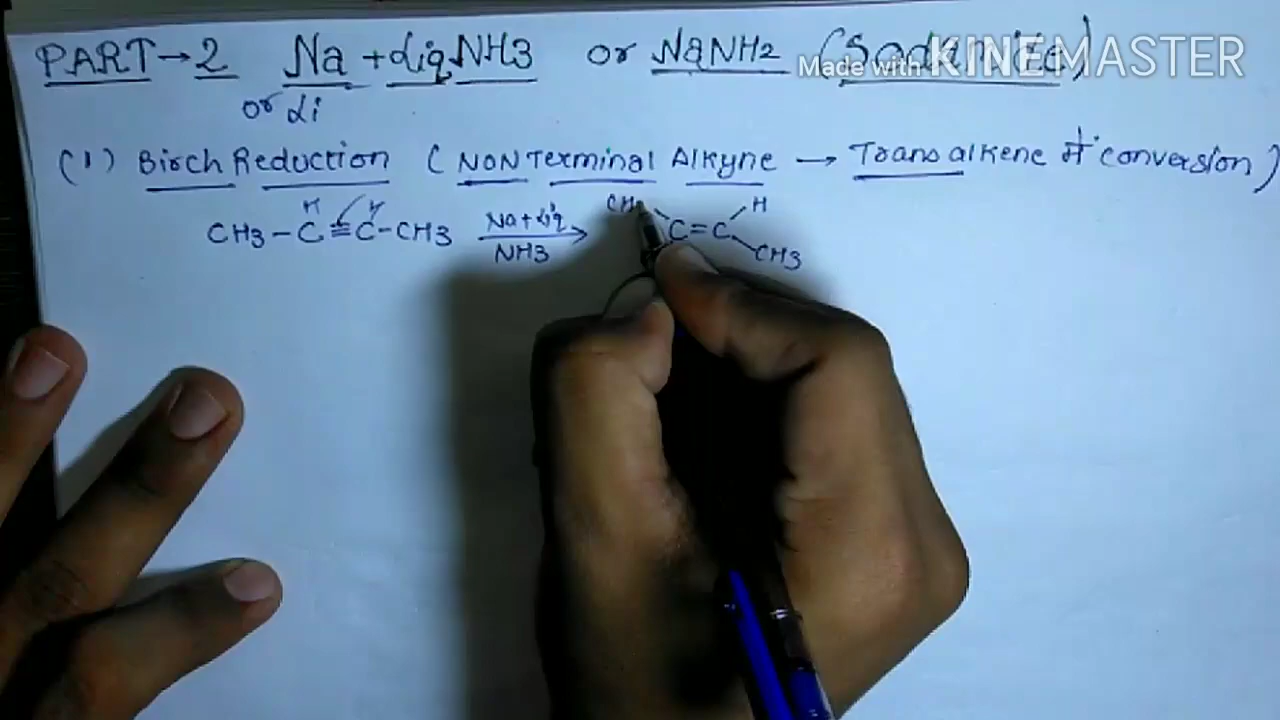 PART→2 Na + Liq NH3 or NaNH2 (
Made with KINEMASTER
or Li
(1) Birch Reduction (NON Terminal Alkyne → Trans alkene में conversion)
H H CH
CH3 – C ≡ C – CH3 Na + Liq NH3 → C = C H CH3